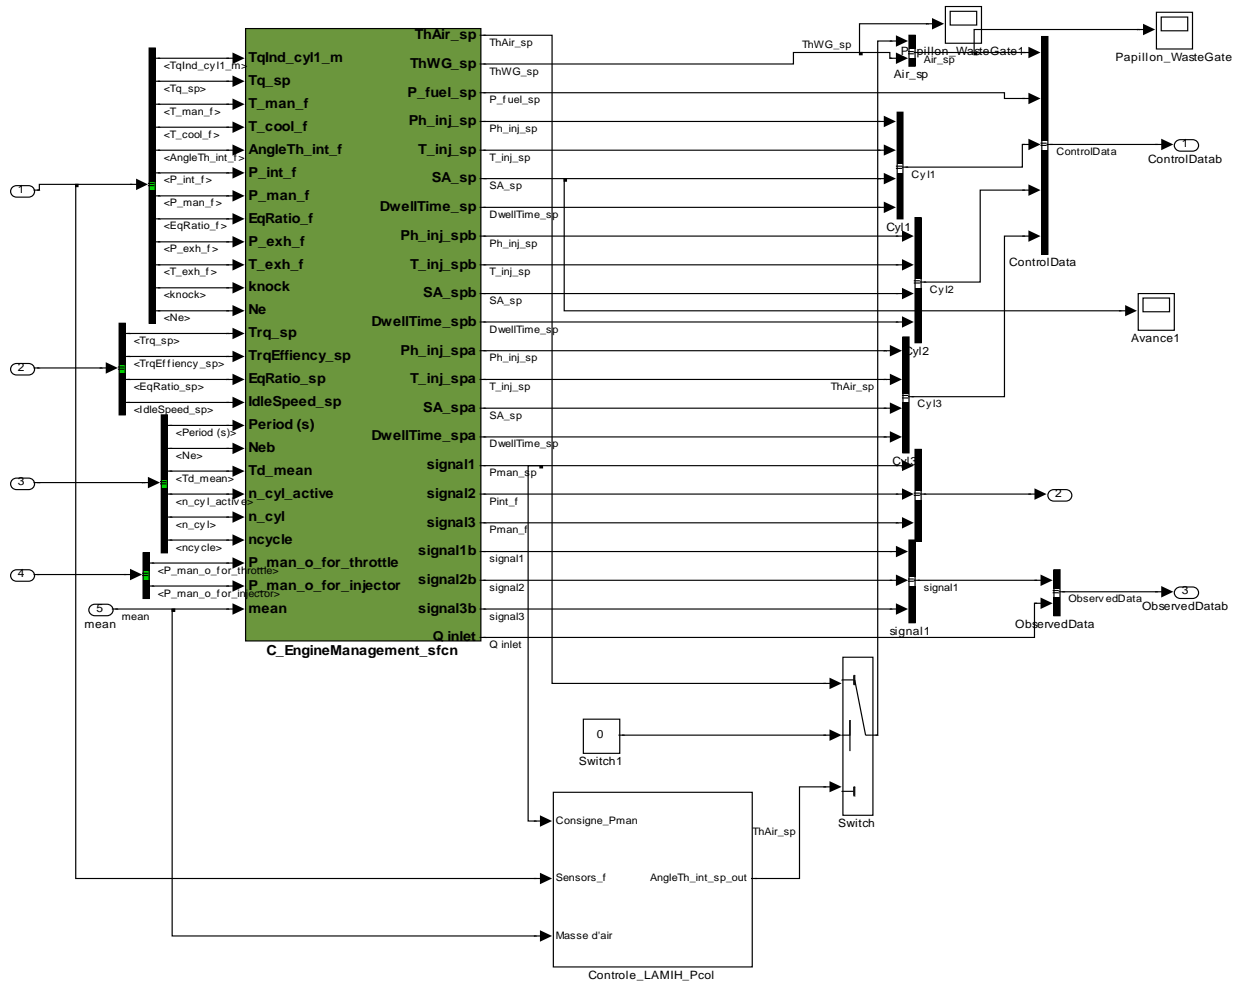 1
<TqInd_cyl1_m>
<Tq_sp>
<T_man_f>
<T_cool_f>
<AngleTh_int_f>
<P_int_f>
<P_man_f>
<EqRatio_f>
<P_exh_f>
<T_exh_f>
<knock>
<Ne>
2
<Trq_sp>
<TrqEffiency_sp>
<EqRatio_sp>
<IdleSpeed_sp>
3
<Period (s)>
<Ne>
<Td_mean>
<n_cyl_active>
<n_cyl>
<ncycle>
4
<P_man_o_for_throttle>
<P_man_o_for_injector>
5
mean
mean
TqInd_cyl1_m
Tq_sp
T_man_f
T_cool_f
AngleTh_int_f
P_int_f
P_man_f
EqRatio_f
P_exh_f
T_exh_f
knock
Ne
Trq_sp
TrqEffiency_sp
EqRatio_sp
IdleSpeed_sp
Period (s)
Neb
Td_mean
n_cyl_active
n_cyl
ncycle
P_man_o_for_throttle
P_man_o_for_injector
mean
ThAir_sp
ThWG_sp
P_fuel_sp
Ph_inj_sp
T_inj_sp
SA_sp
DwellTime_sp
Ph_inj_spb
T_inj_spb
SA_spb
DwellTime_spb
Ph_inj_spa
T_inj_spa
SA_spa
DwellTime_spa
signal1
signal2
signal3
signal1b
signal2b
signal3b
Q inlet
C_EngineManagement_sfcn
ThAir_sp
ThWG_sp
P_fuel_sp
Ph_inj_sp
T_inj_sp
SA_sp
DwellTime_sp
Ph_inj_sp
T_inj_sp
SA_sp
DwellTime_sp
Ph_inj_sp
T_inj_sp
SA_sp
DwellTime_sp
Pman_sp
Pint_f
Pman_f
signal1
signal2
signal3
Q inlet
ThWG_sp
Papillon_WasteGate1
Air_sp
Air_sp
Papillon_WasteGate
Cyl1
Cyl1
Cyl2
Cyl2
ThAir_sp
Cyl3
Cyl3
ControlData
ControlData
1
ControlDatab
Avance1
2
signal1
signal1
ObservedData
ObservedData
3
ObservedDatab
0
Switch1
Switch
Consigne_Pman
Sensors_f
Masse d'air
AngleTh_int_sp_out
ThAir_sp
Controle_LAMIH_Pcol